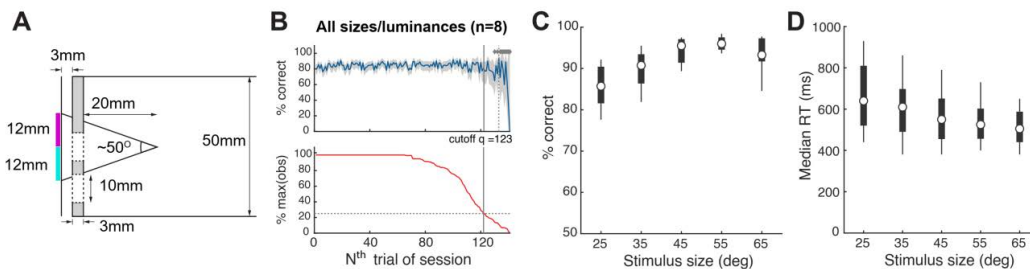 A
3mm
20mm
12mm
12mm
~50°
50mm
10mm
3mm
B
All sizes/luminances (n=8)
% correct
100
80
60
40
20
0
cutoff q =123
% max(obs)
100
80
60
40
20
0
0 40 80 120
Nth trial of session
C
% correct
100
90
80
70
60
50
25 35 45 55 65
Stimulus size (deg)
D
Median RT (ms)
1000
800
600
400
200
0
25 35 45 55 65
Stimulus size (deg)